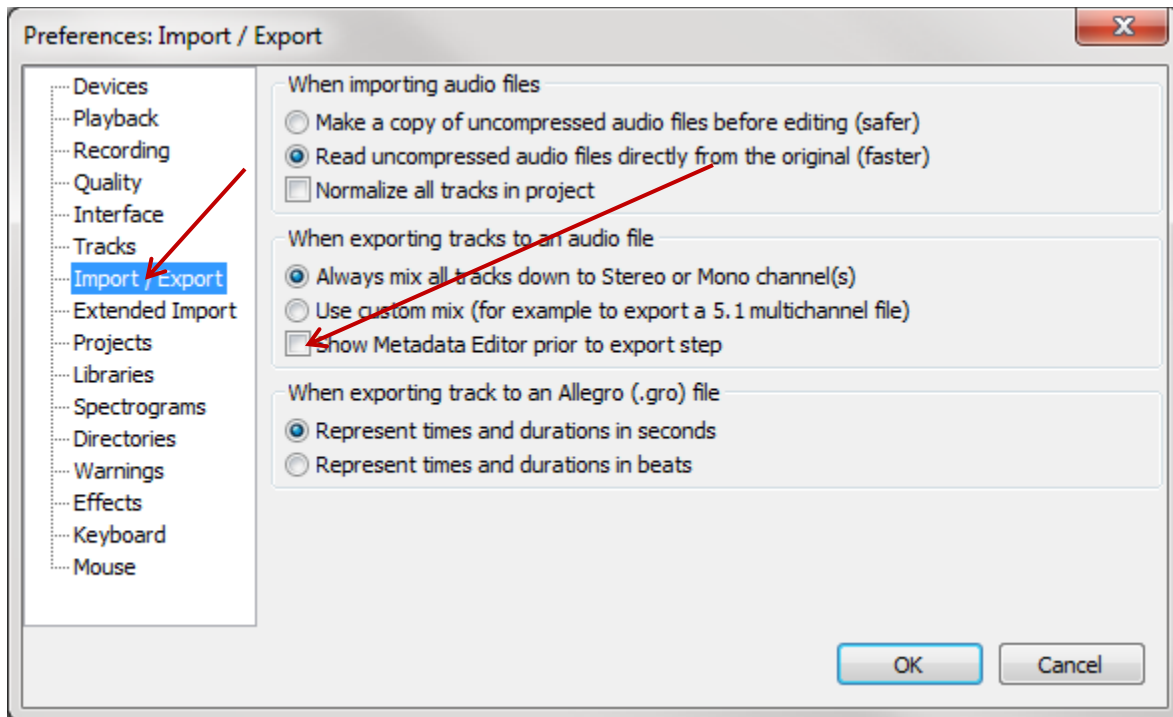 Preferences: Import / Export
Devices
Playback
Recording
Quality
Interface
Tracks
Import / Export
Extended Import
Projects
Libraries
Spectrograms
Directories
Warnings
Effects
Keyboard
Mouse
When importing audio files
Make a copy of uncompressed audio files before editing (safer)
Read uncompressed audio files directly from the original (faster)
Normalize all tracks in project
When exporting tracks to an audio file
Always mix all tracks down to Stereo or Mono channel(s)
Use custom mix (for example to export a 5.1 multichannel file)
Show Metadata Editor prior to export step
When exporting track to an Allegro (.gro) file
Represent times and durations in seconds
Represent times and durations in beats
OK
Cancel